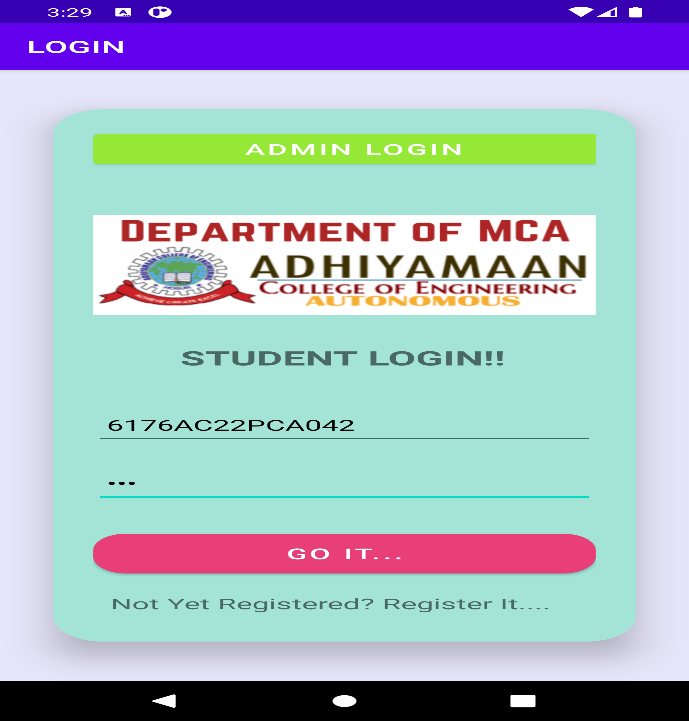 3:29
LOGIN
ADMIN LOGIN
DEPARTMENT OF MCA
ADHIYAMAAN
COLLEGE OF ENGINEERING
AUTONOMOUS
STUDENT LOGIN!!
6176AC22PCA042
•••
GO IT...
Not Yet Registered? Register It....